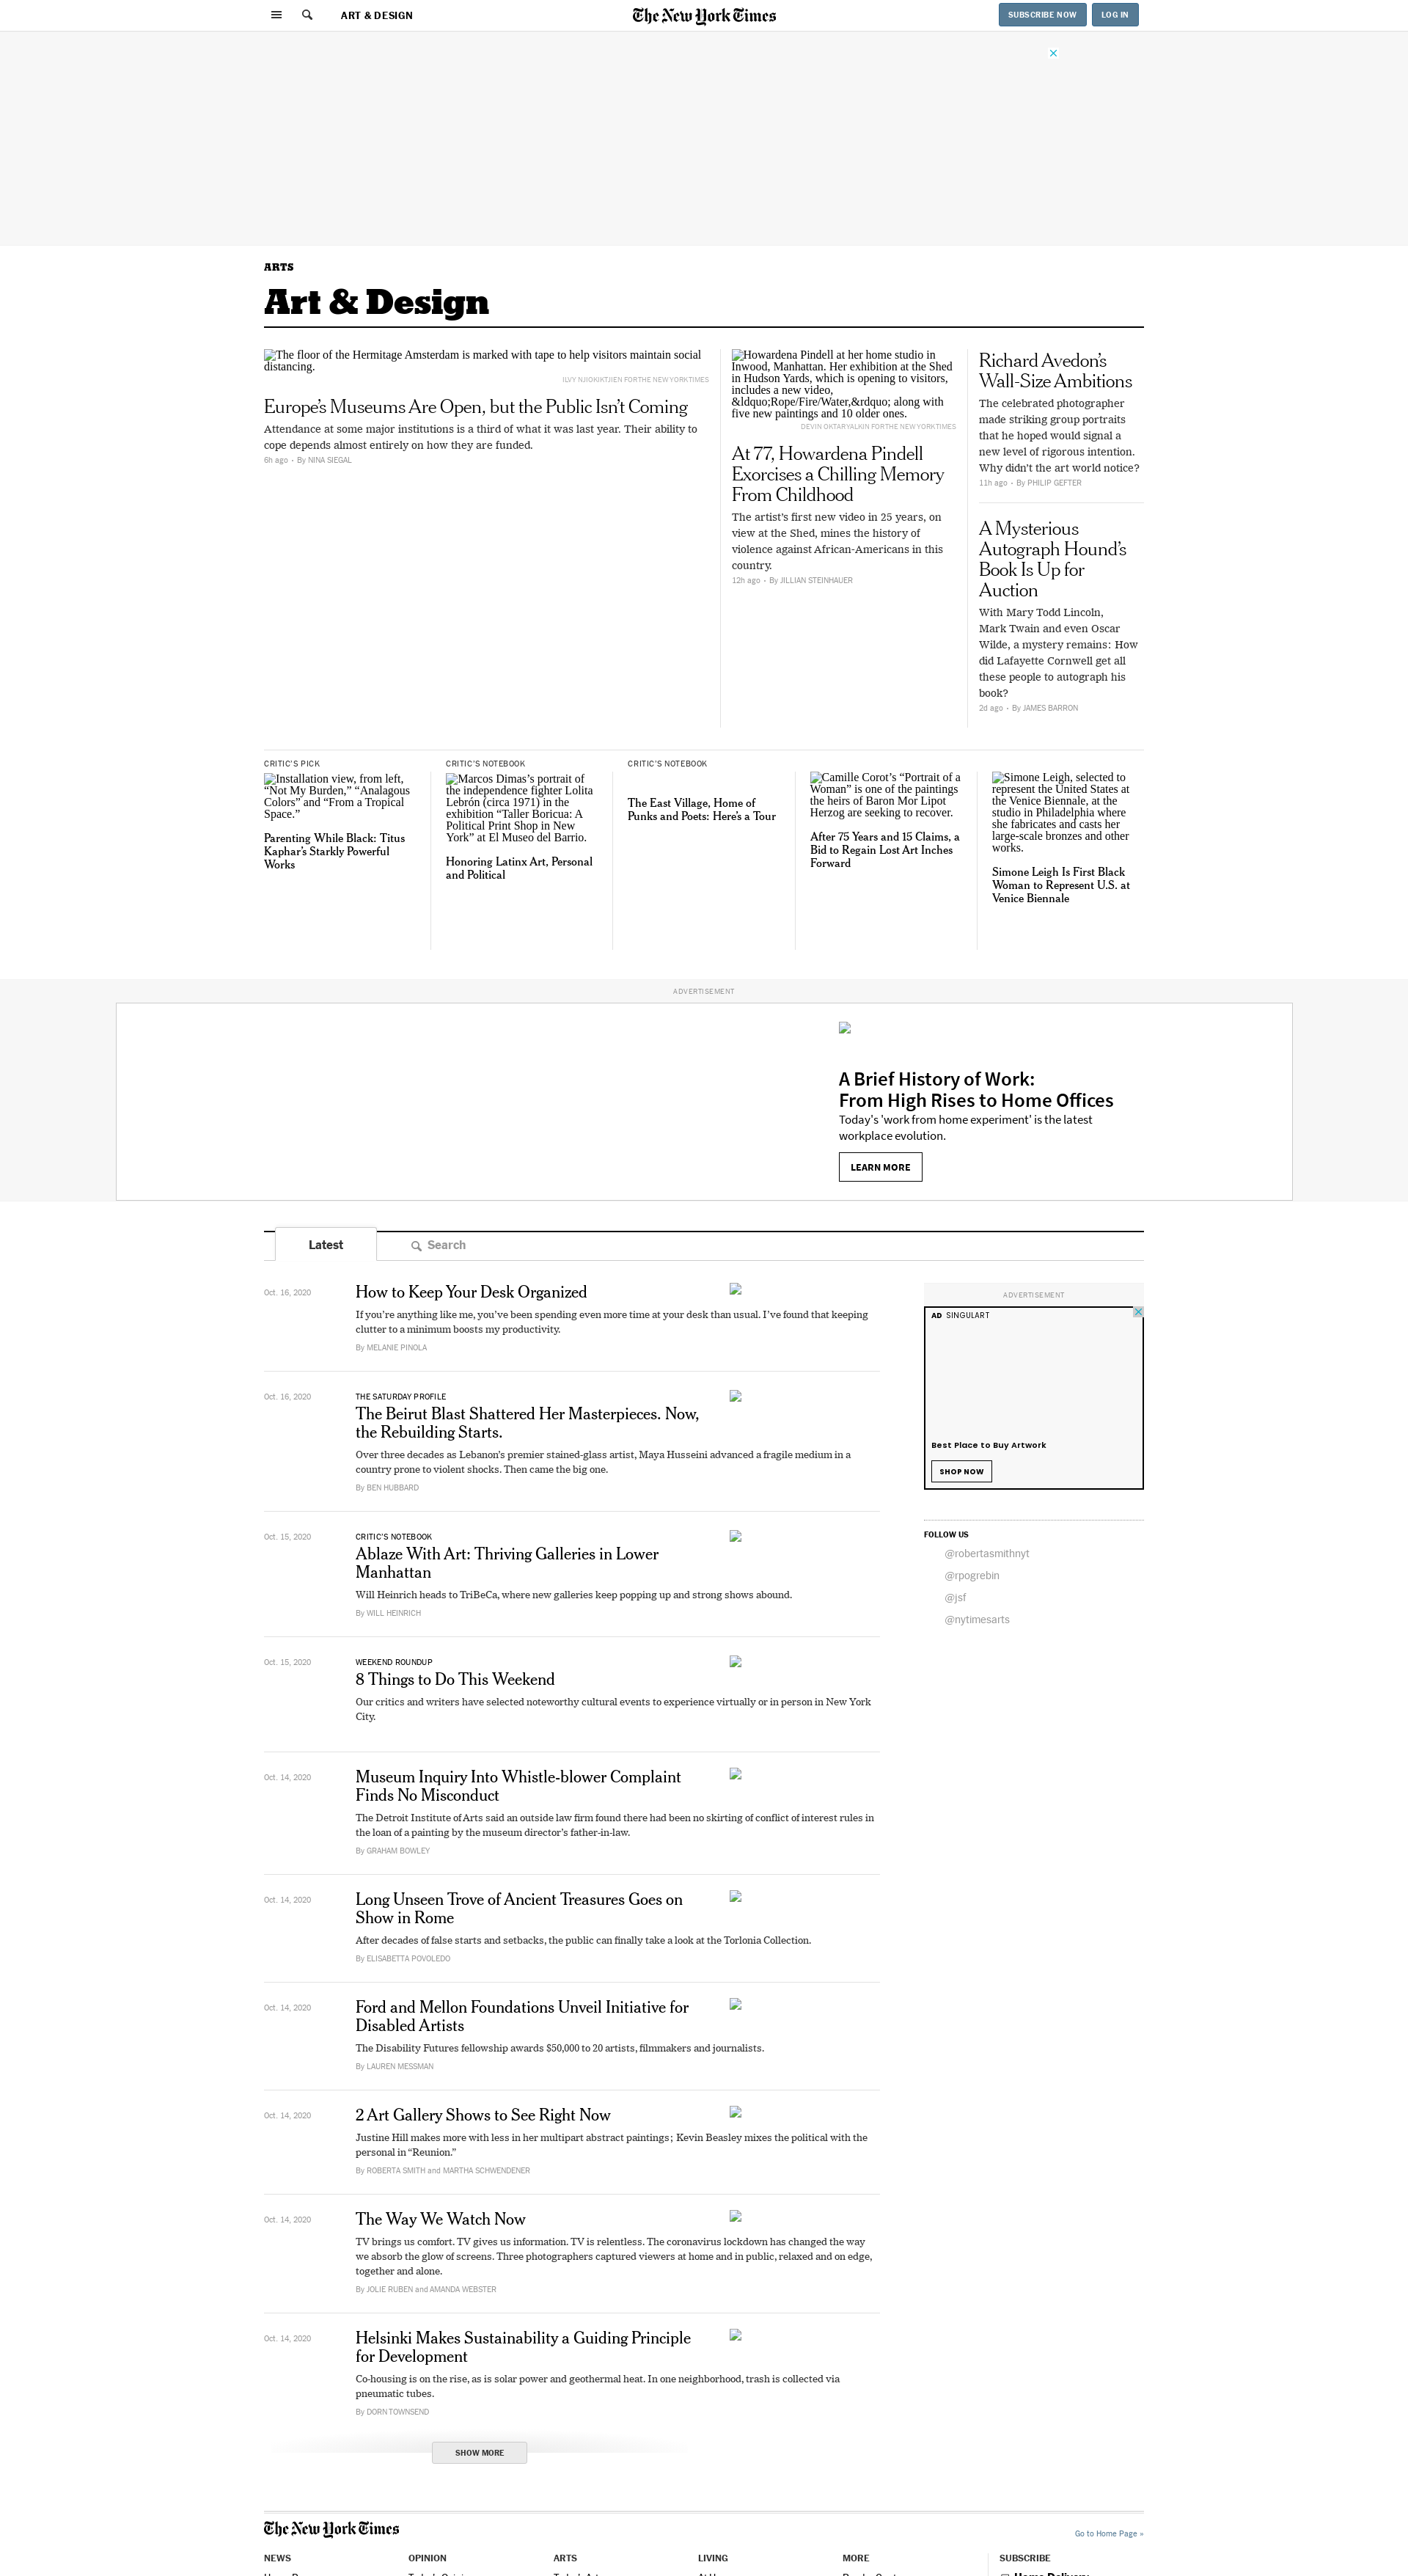 ART & DESIGN
The New York Times
SUBSCRIBE NOW
LOG IN
ARTS
Art & Design
The floor of the Hermitage Amsterdam is marked with tape to help visitors maintain social
distancing.
ILVY NJIOKIKTJIEN FOR THE NEW YORK TIMES
Europe’s Museums Are Open, but the Public Isn’t Coming
Attendance at some major institutions is a third of what it was last year. Their ability to
cope depends almost entirely on how they are funded.
6h ago • By NINA SIEGAL
Howardena Pindell at her home studio in
Inwood, Manhattan. Her exhibition at the Shed
in Hudson Yards, which is opening to visitors,
includes a new video,
&ldquo;Rope/Fire/Water,&rdquo; along with
five new paintings and 10 older ones.
DEVIN OKTAR YALKIN FOR THE NEW YORK TIMES
At 77, Howardena Pindell
Exorcises a Chilling Memory
From Childhood
The artist’s first new video in 25 years, on
view at the Shed, mines the history of
violence against African-Americans in this
country.
12h ago • By JILLIAN STEINHAUER
Richard Avedon’s
Wall-Size Ambitions
The celebrated photographer
made striking group portraits
that he hoped would signal a
new level of rigorous intention.
Why didn’t the art world notice?
11h ago • By PHILIP GEFTER
A Mysterious
Autograph Hound’s
Book Is Up for
Auction
With Mary Todd Lincoln,
Mark Twain and even Oscar
Wilde, a mystery remains: How
did Lafayette Cornwell get all
these people to autograph his
book?
2d ago • By JAMES BARRON
CRITIC’S PICK
Installation view, from left,
“Not My Burden,” “Analagous
Colors” and “From a Tropical
Space.”
Parenting While Black: Titus
Kaphar’s Starkly Powerful
Works
CRITIC’S NOTEBOOK
Marcos Dimas’s portrait of
the independence fighter Lolita
Lebrón (circa 1971) in the
exhibition “Taller Boricua: A
Political Print Shop in New
York” at El Museo del Barrio.
Honoring Latinx Art, Personal
and Political
CRITIC’S NOTEBOOK
The East Village, Home of
Punks and Poets: Here’s a Tour
Camille Corot’s “Portrait of a
Woman” is one of the paintings
the heirs of Baron Mor Lipot
Herzog are seeking to recover.
After 75 Years and 15 Claims, a
Bid to Regain Lost Art Inches
Forward
Simone Leigh, selected to
represent the United States at
the Venice Biennale, at the
studio in Philadelphia where
she fabricates and casts her
large-scale bronzes and other
works.
Simone Leigh Is First Black
Woman to Represent U.S. at
Venice Biennale
ADVERTISEMENT
A Brief History of Work:
From High Rises to Home Offices
Today's 'work from home experiment' is the latest
workplace evolution.
LEARN MORE
Latest
Search
Oct. 16, 2020
How to Keep Your Desk Organized
If you’re anything like me, you’ve been spending even more time at your desk than usual. I’ve found that keeping
clutter to a minimum boosts my productivity.
By MELANIE PINOLA
Oct. 16, 2020
THE SATURDAY PROFILE
The Beirut Blast Shattered Her Masterpieces. Now,
the Rebuilding Starts.
Over three decades as Lebanon’s premier stained-glass artist, Maya Husseini advanced a fragile medium in a
country prone to violent shocks. Then came the big one.
By BEN HUBBARD
Oct. 15, 2020
CRITIC’S NOTEBOOK
Ablaze With Art: Thriving Galleries in Lower
Manhattan
Will Heinrich heads to TriBeCa, where new galleries keep popping up and strong shows abound.
By WILL HEINRICH
Oct. 15, 2020
WEEKEND ROUNDUP
8 Things to Do This Weekend
Our critics and writers have selected noteworthy cultural events to experience virtually or in person in New York
City.
Oct. 14, 2020
Museum Inquiry Into Whistle-blower Complaint
Finds No Misconduct
The Detroit Institute of Arts said an outside law firm found there had been no skirting of conflict of interest rules in
the loan of a painting by the museum director’s father-in-law.
By GRAHAM BOWLEY
Oct. 14, 2020
Long Unseen Trove of Ancient Treasures Goes on
Show in Rome
After decades of false starts and setbacks, the public can finally take a look at the Torlonia Collection.
By ELISABETTA POVOLEDO
Oct. 14, 2020
Ford and Mellon Foundations Unveil Initiative for
Disabled Artists
The Disability Futures fellowship awards $50,000 to 20 artists, filmmakers and journalists.
By LAUREN MESSMAN
Oct. 14, 2020
2 Art Gallery Shows to See Right Now
Justine Hill makes more with less in her multipart abstract paintings; Kevin Beasley mixes the political with the
personal in “Reunion.”
By ROBERTA SMITH and MARTHA SCHWENDENER
Oct. 14, 2020
The Way We Watch Now
TV brings us comfort. TV gives us information. TV is relentless. The coronavirus lockdown has changed the way
we absorb the glow of screens. Three photographers captured viewers at home and in public, relaxed and on edge,
together and alone.
By JOLIE RUBEN and AMANDA WEBSTER
Oct. 14, 2020
Helsinki Makes Sustainability a Guiding Principle
for Development
Co-housing is on the rise, as is solar power and geothermal heat. In one neighborhood, trash is collected via
pneumatic tubes.
By DORN TOWNSEND
SHOW MORE
ADVERTISEMENT
AD SINGULART
Best Place to Buy Artwork
SHOP NOW
FOLLOW US
@robertasmithnyt
@rpogrebin
@jsf
@nytimesarts
The New York Times
Go to Home Page »
NEWS
OPINION
ARTS
LIVING
MORE
SUBSCRIBE